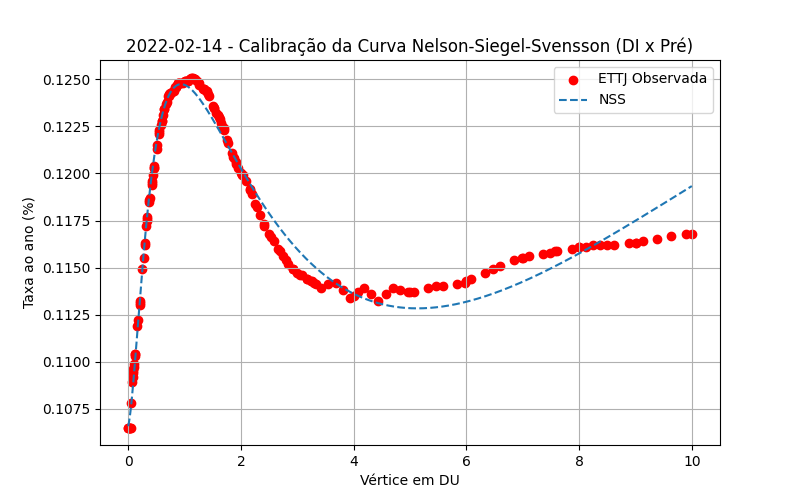 2022-02-14 - Calibração da Curva Nelson-Siegel-Svensson (DI x Pré)
ETTJ Observada
NSS
Taxa ao ano (%)
0.1250
0.1225
0.1200
0.1175
0.1150
0.1125
0.1100
0.1075
0 2 4 6 8 10
Vértice em DU